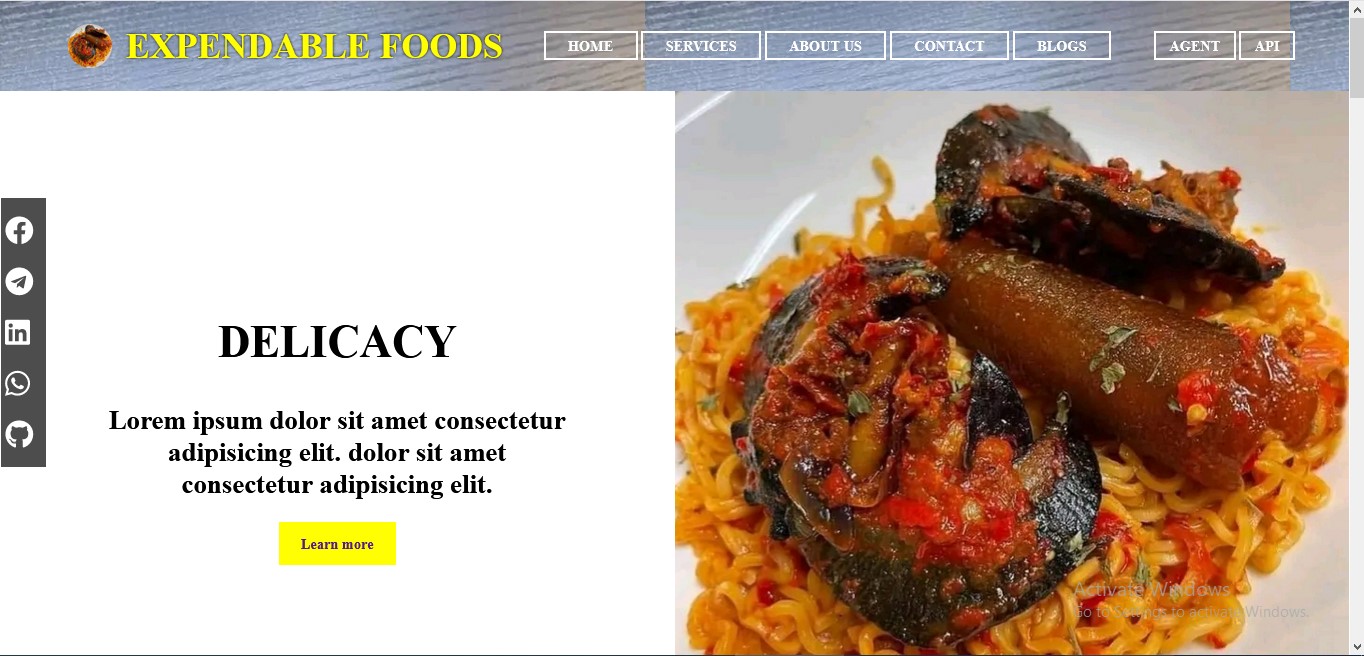 EXPENDABLE FOODS
HOME
SERVICES
ABOUT US
CONTACT
BLOGS
AGENT
API
DELICACY
Lorem ipsum dolor sit amet consectetur
adipisicing elit. dolor sit amet
consectetur adipisicing elit.
Learn more
Activate Windows
Go to Settings to activate Windows.